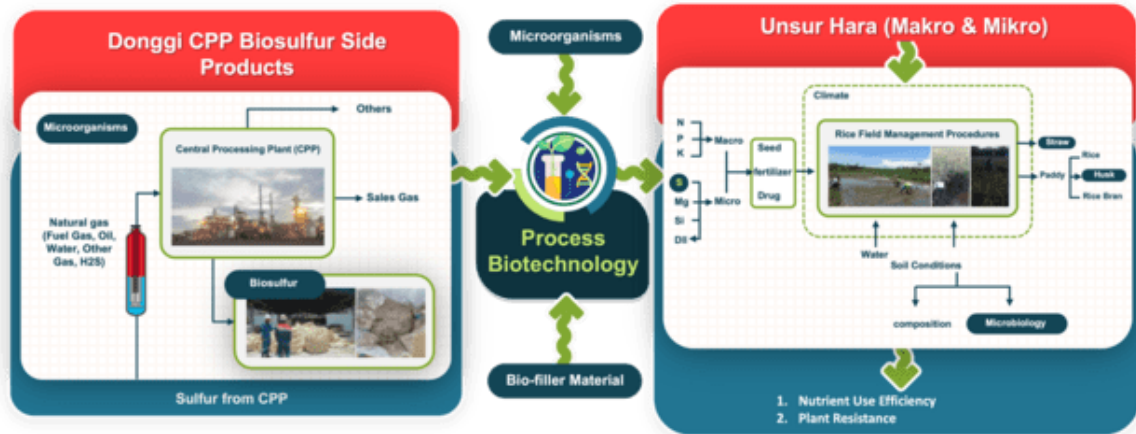 Donggi CPP Biosulfur Side
Products
Microorganisms
Others
Central Processing Plant (CPP)
Sales Gas
Natural gas
(Fuel Gas, Oil,
Water, Other
Gas, H2S)
Biosulfur
Sulfur from CPP
Microorganisms
Process
Biotechnology
Bio-filler Material
Unsur Hara (Makro & Mikro)
Climate
N
P
K
Macro
S
Mg
Si
Dll
Micro
Seed
fertilizer
Drug
Rice Field Management Procedures
Straw
Paddy
Rice
Husk
Rice Bran
Water
Soil Conditions
composition
Microbiology
1. Nutrient Use Efficiency
2. Plant Resistance